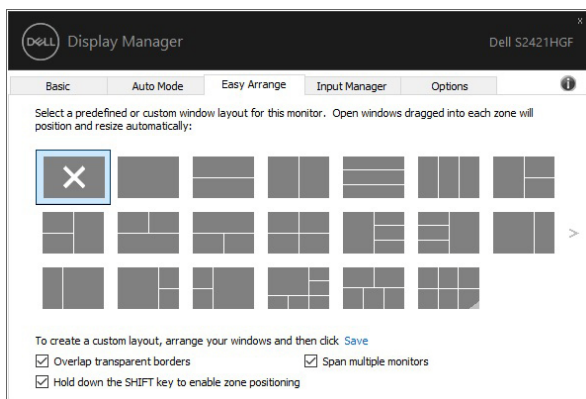 x
DELL Display Manager Dell S2421HGF
Basic Auto Mode Easy Arrange Input Manager Options i
Select a predefined or custom window layout for this monitor. Open windows dragged into each zone will
position and resize automatically:
>
To create a custom layout, arrange your windows and then click Save
Overlap transparent borders Span multiple monitors
Hold down the SHIFT key to enable zone positioning